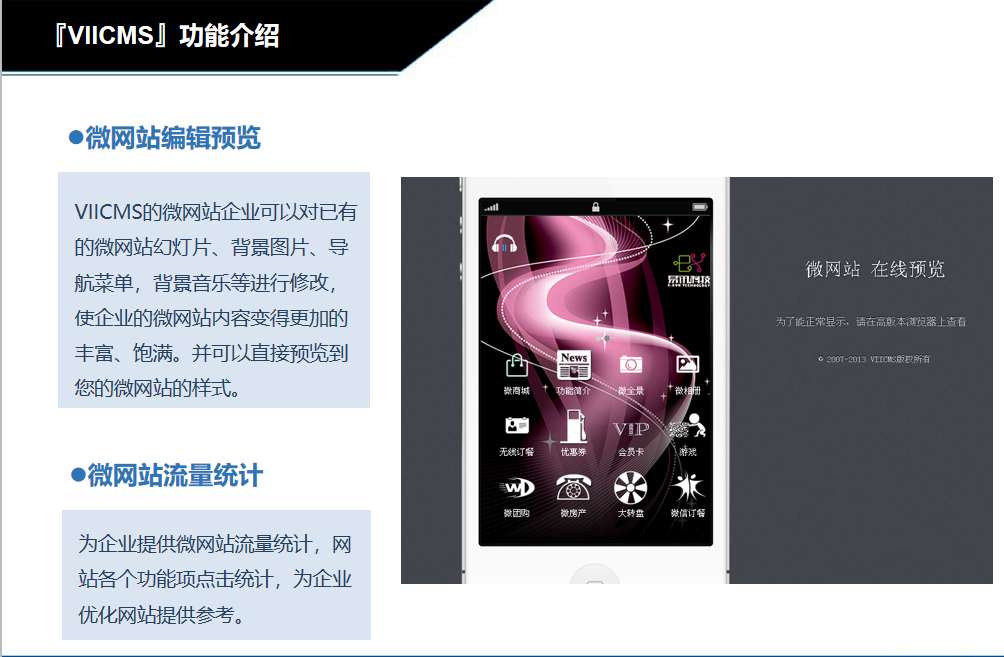 『VIICMS』功能介绍
●微网站编辑预览
VIICMS的微网站企业可以对已有
的微网站幻灯片、背景图片、导
航菜单，背景音乐等进行修改，
使企业的微网站内容变得更加的
丰富、饱满。并可以直接预览到
您的微网站的样式。
●微网站流量统计
为企业提供微网站流量统计，网
站各个功能项点击统计，为企业
优化网站提供参考。
易讯科技
News
微商城 功能简介 微全景 微相册
VIP
无线订餐 优惠券 会员卡 游戏
微团购 微房产 大转盘 微信订餐
微网站 在线预览
为了能正常显示，请在高版本浏览器上查看
© 2007-2013 VIICMS版权所有